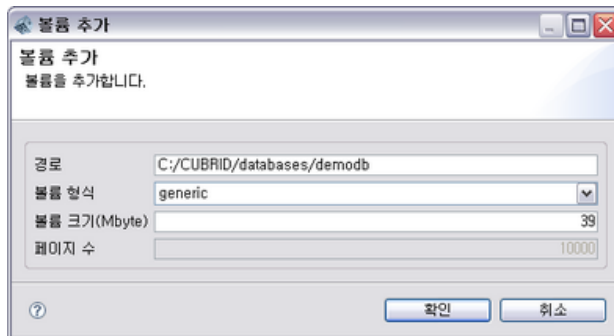 볼륨 추가
볼륨 추가
볼륨을 추가합니다.
경로 C:/CUBRID/databases/demodb
볼륨 형식 generic
볼륨 크기(Mbyte) 39
페이지 수 10000
? 확인 취소